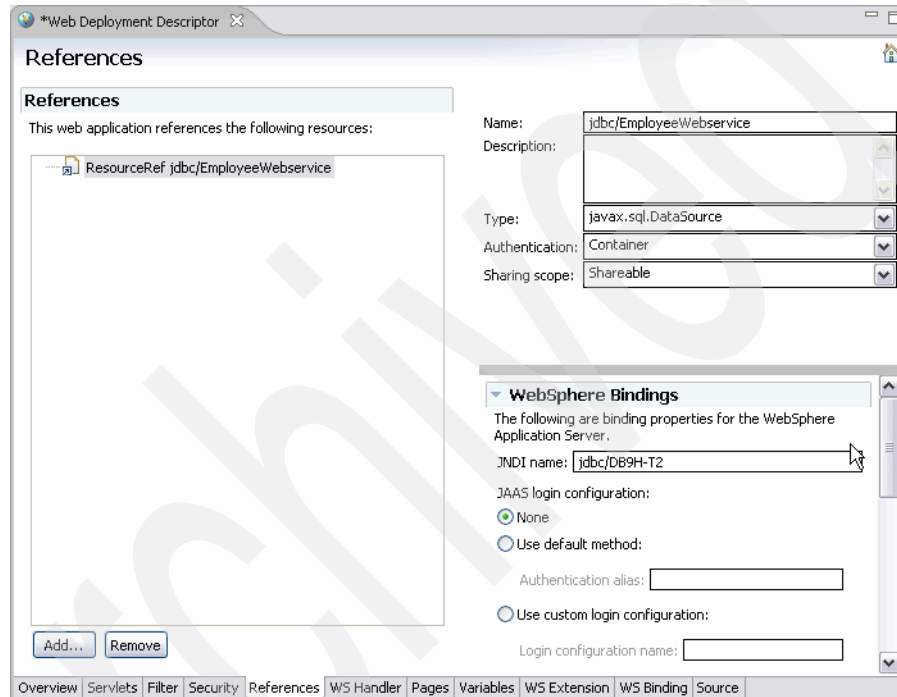 *Web Deployment Descriptor
References
References
This web application references the following resources:
ResourceRef jdbc/EmployeeWebservice
Add...
Remove
Name: jdbc/EmployeeWebservice
Description:
Type: javax.sql.DataSource
Authentication: Container
Sharing scope: Shareable
WebSphere Bindings
The following are binding properties for the WebSphere
Application Server.
JNDI name: jdbc/DB9H-T2
JAAS login configuration:
None
Use default method:
Authentication alias:
Use custom login configuration:
Login configuration name:
Overview Servlets Filter Security References WS Handler Pages Variables WS Extension WS Binding Source
rchived